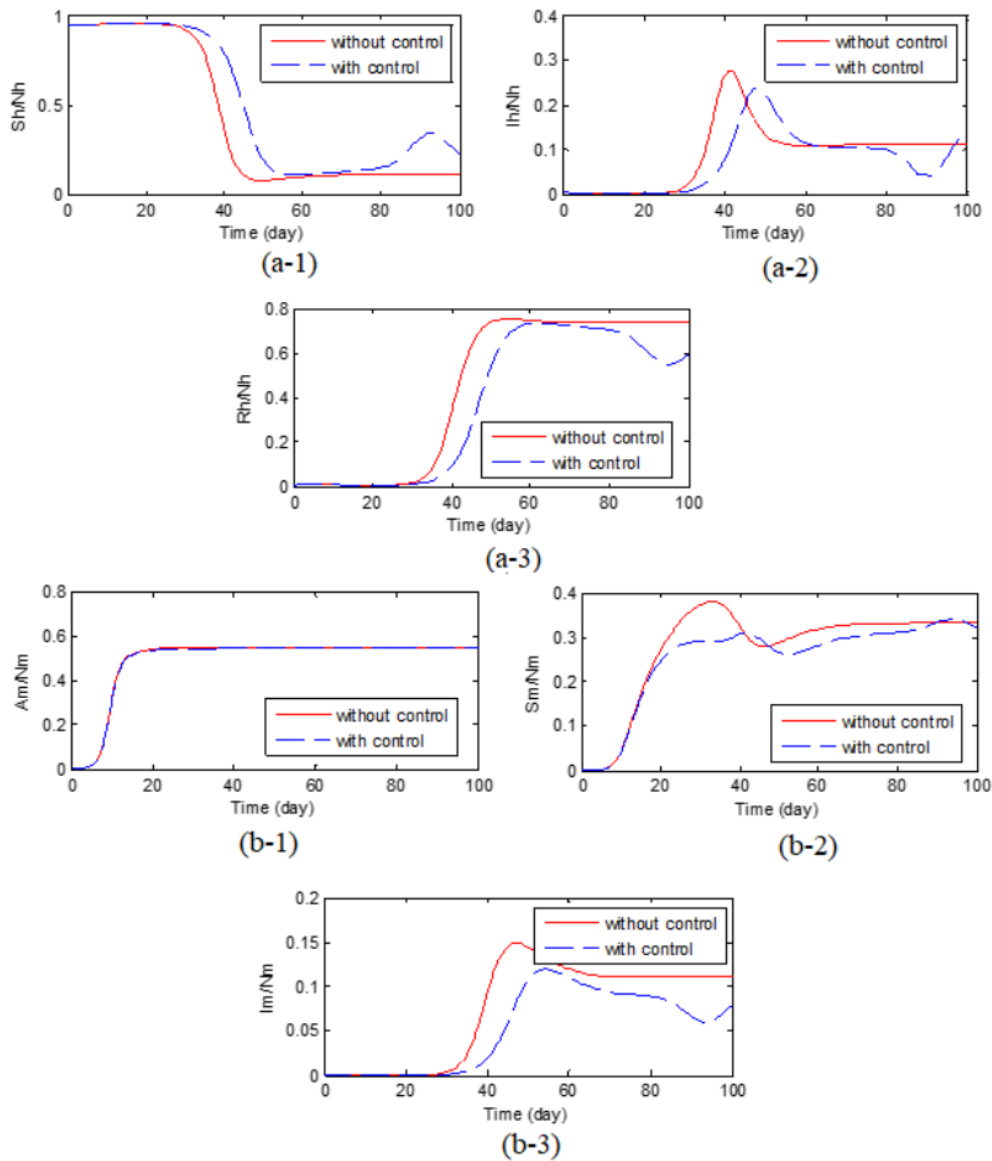 1
0.5
0
Sh/Nh
without control
with control
0 20 40 60 80 100
Time (day)
(a-1)
0.4
0.3
0.2
0.1
0
Ih/Nh
without control
with control
0 20 40 60 80 100
Time (day)
(a-2)
0.8
0.6
0.4
0.2
0
Rh/Nh
without control
with control
0 20 40 60 80 100
Time (day)
(a-3)
0.8
0.6
0.4
0.2
0
Am/Nm
without control
with control
0 20 40 60 80 100
Time (day)
(b-1)
0.4
0.3
0.2
0.1
0
Sm/Nm
without control
with control
0 20 40 60 80 100
Time (day)
(b-2)
0.2
0.15
0.1
0.05
0
Im/Nm
without control
with control
0 20 40 60 80 100
Time (day)
(b-3)